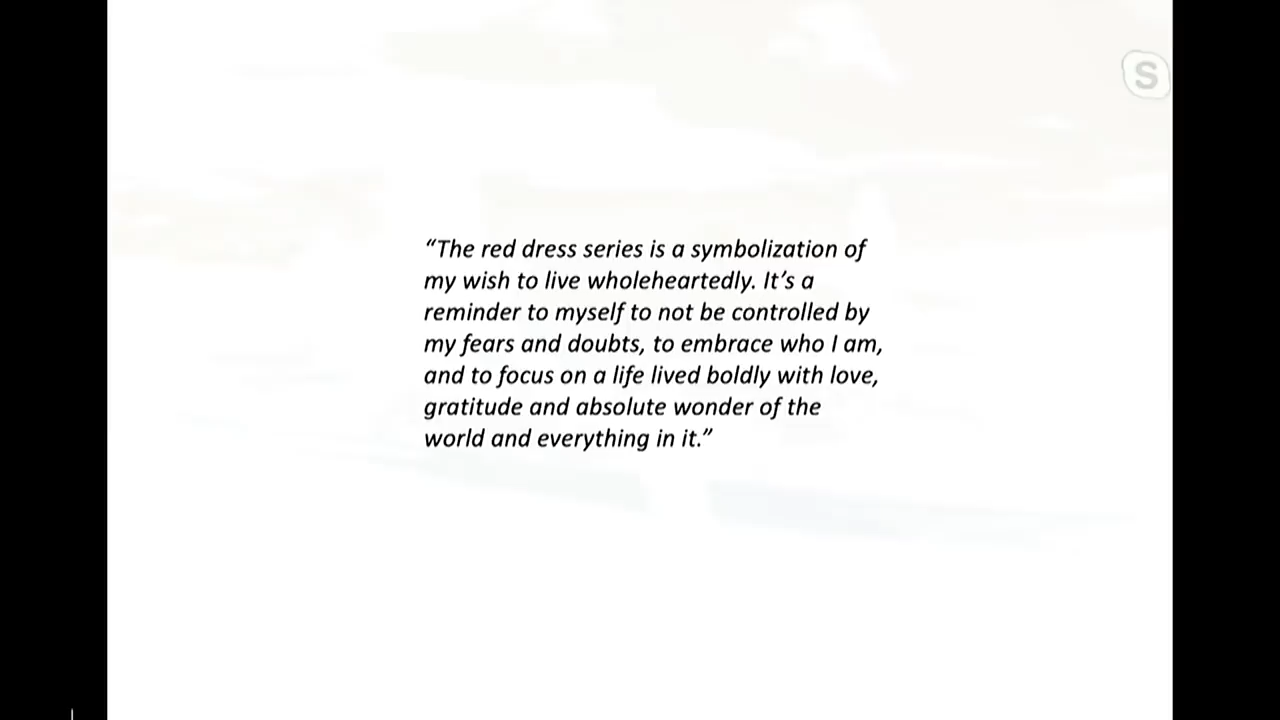 S
“The red dress series is a symbolization of
my wish to live wholeheartedly. It’s a
reminder to myself to not be controlled by
my fears and doubts, to embrace who I am,
and to focus on a life lived boldly with love,
gratitude and absolute wonder of the
world and everything in it.”